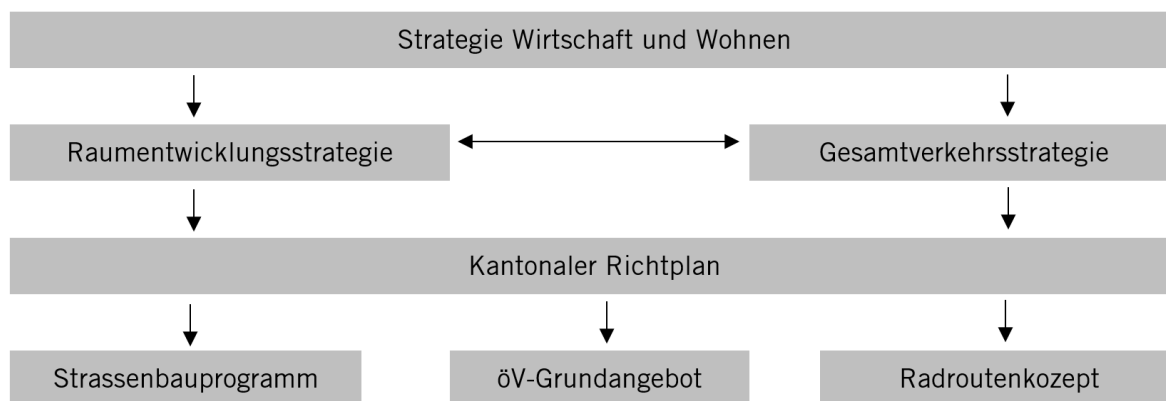 Strategie Wirtschaft und Wohnen
Raumentwicklungsstrategie
Gesamtverkehrsstrategie
Kantonaler Richtplan
Strassenbauprogramm
öV-Grundangebot
Radroutenkozept